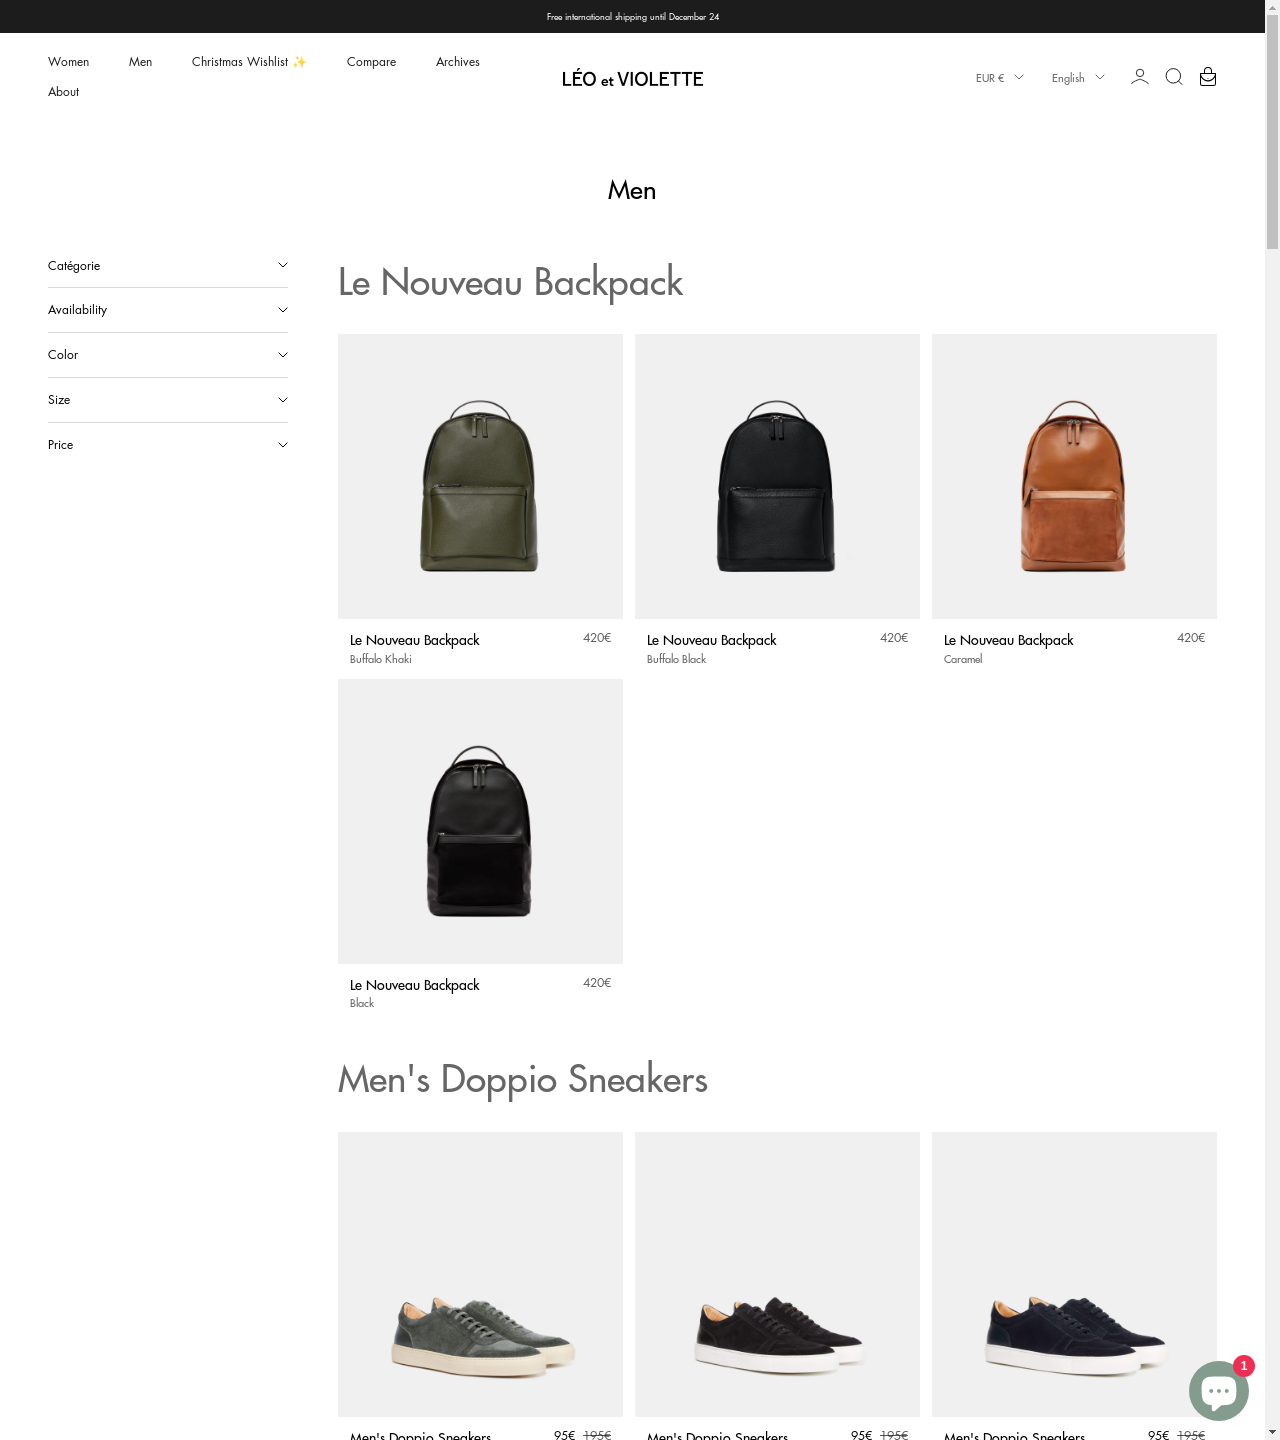 Free international shipping until December 24
Women Men Christmas Wishlist ✨ Compare Archives
About
LÉO et VIOLETTE
EUR € English
Men
Catégorie
Availability
Color
Size
Price
Le Nouveau Backpack
Le Nouveau Backpack 420€
Buffalo Khaki
Le Nouveau Backpack 420€
Buffalo Black
Le Nouveau Backpack 420€
Caramel
Le Nouveau Backpack 420€
Black
Men's Doppio Sneakers
Men's Doppio Sneakers 95€ 195€
Men's Doppio Sneakers 95€ 195€
Men's Doppio Sneakers 95€ 195€
1